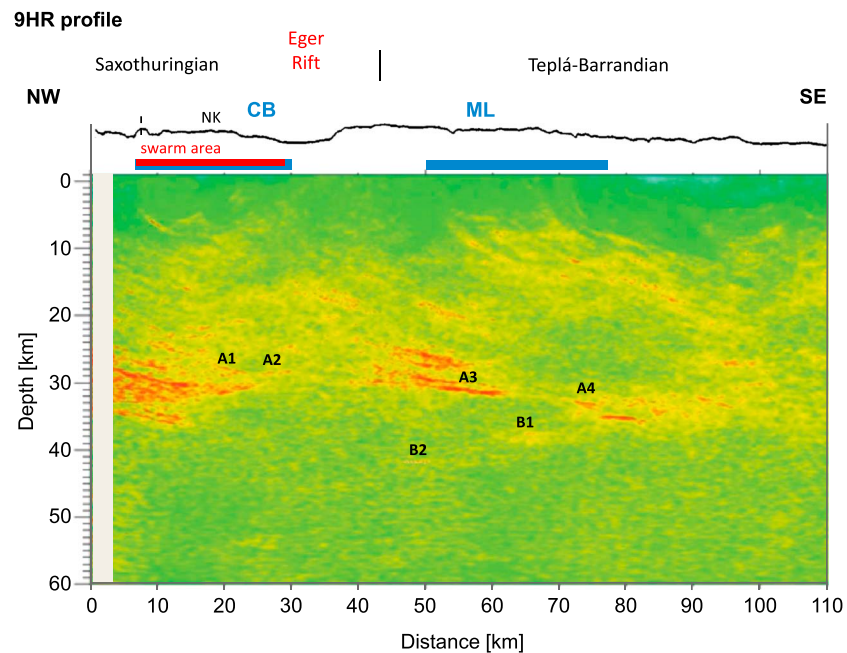 9HR profile
Eger
Rift
Saxothuringian
Teplá-Barrandian
NW
SE
NK
CB
ML
swarm area
0
10
20
30
40
50
60
Depth [km]
A1
A2
A3
A4
B1
B2
0 10 20 30 40 50 60 70 80 90 100 110
Distance [km]